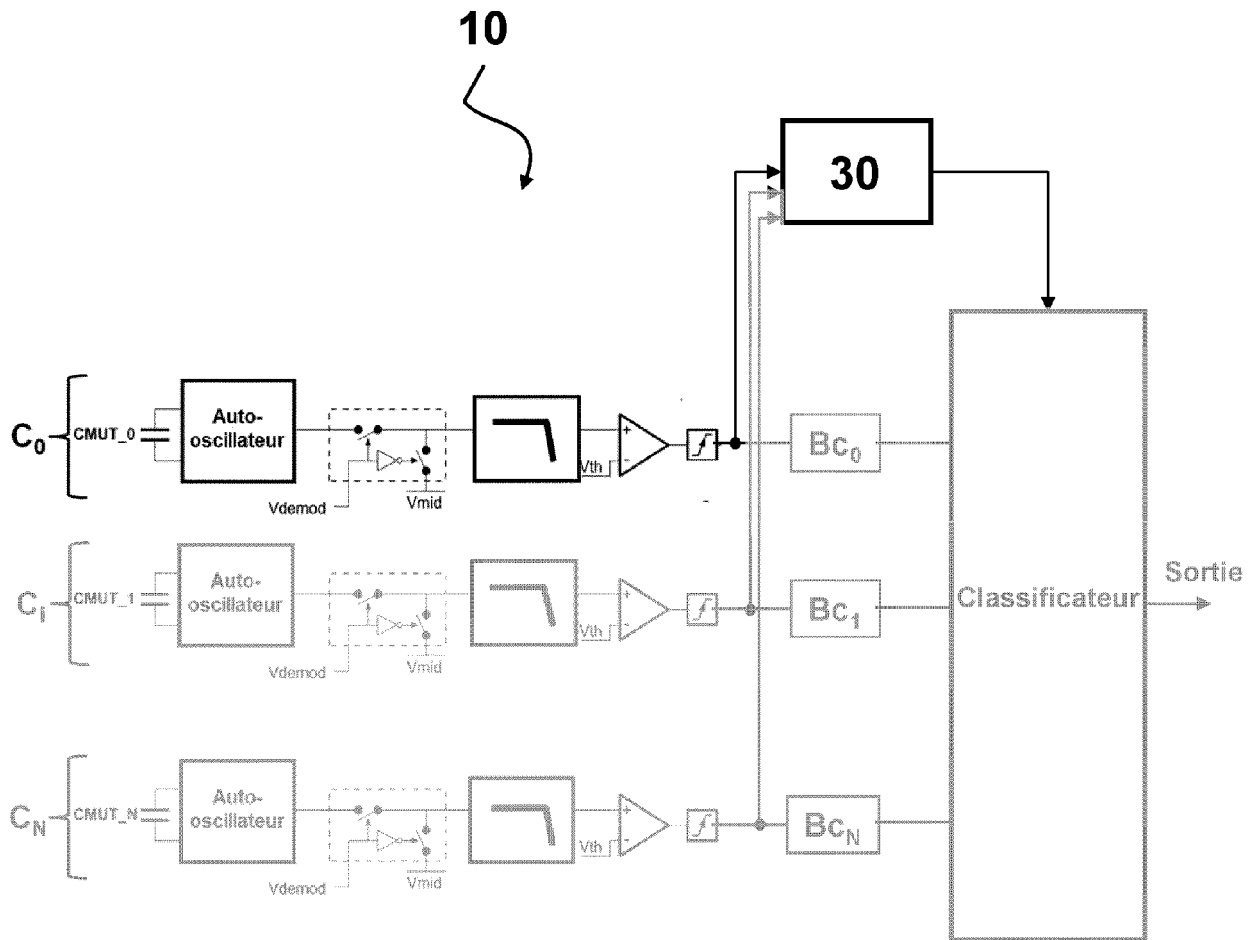 10
30
C0
CMUT_0
Auto-
oscillateur
Vdemod
Vmid
Vth
+
-
Bc0
Ci
CMUT_1
Auto-
oscillateur
Vdemod
Vmid
Vth
+
-
Bc1
Classificateur
Sortie
CN
CMUT_N
Auto-
oscillateur
Vdemod
Vmid
Vth
+
-
BcN